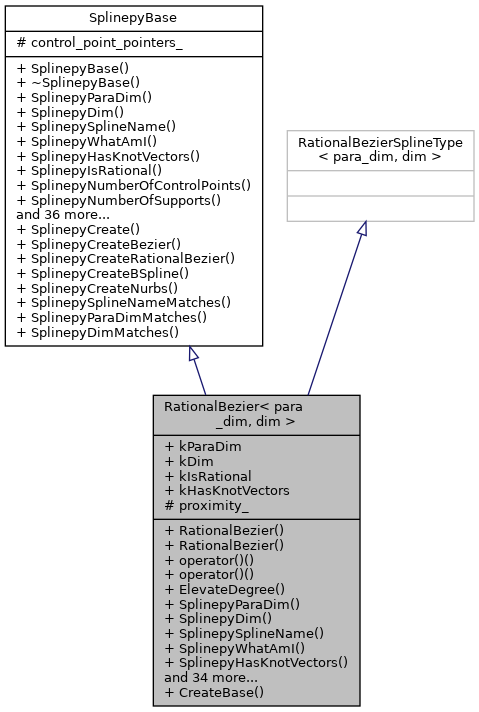 SplinepyBase
# control_point_pointers_
+ SplinepyBase()
+ ~SplinepyBase()
+ SplinepyParaDim()
+ SplinepyDim()
+ SplinepySplineName()
+ SplinepyWhatAmI()
+ SplinepyHasKnotVectors()
+ SplinepyIsRational()
+ SplinepyNumberOfControlPoints()
+ SplinepyNumberOfSupports()
and 36 more...
+ SplinepyCreate()
+ SplinepyCreateBezier()
+ SplinepyCreateRationalBezier()
+ SplinepyCreateBSpline()
+ SplinepyCreateNurbs()
+ SplinepySplineNameMatches()
+ SplinepyParaDimMatches()
+ SplinepyDimMatches()
RationalBezierSplineType
< para_dim, dim >
RationalBezier< para
_dim, dim >
+ kParaDim
+ kDim
+ kIsRational
+ kHasKnotVectors
# proximity_
+ RationalBezier()
+ RationalBezier()
+ operator()()
+ operator()()
+ ElevateDegree()
+ SplinepyParaDim()
+ SplinepyDim()
+ SplinepySplineName()
+ SplinepyWhatAmI()
+ SplinepyHasKnotVectors()
and 34 more...
+ CreateBase()